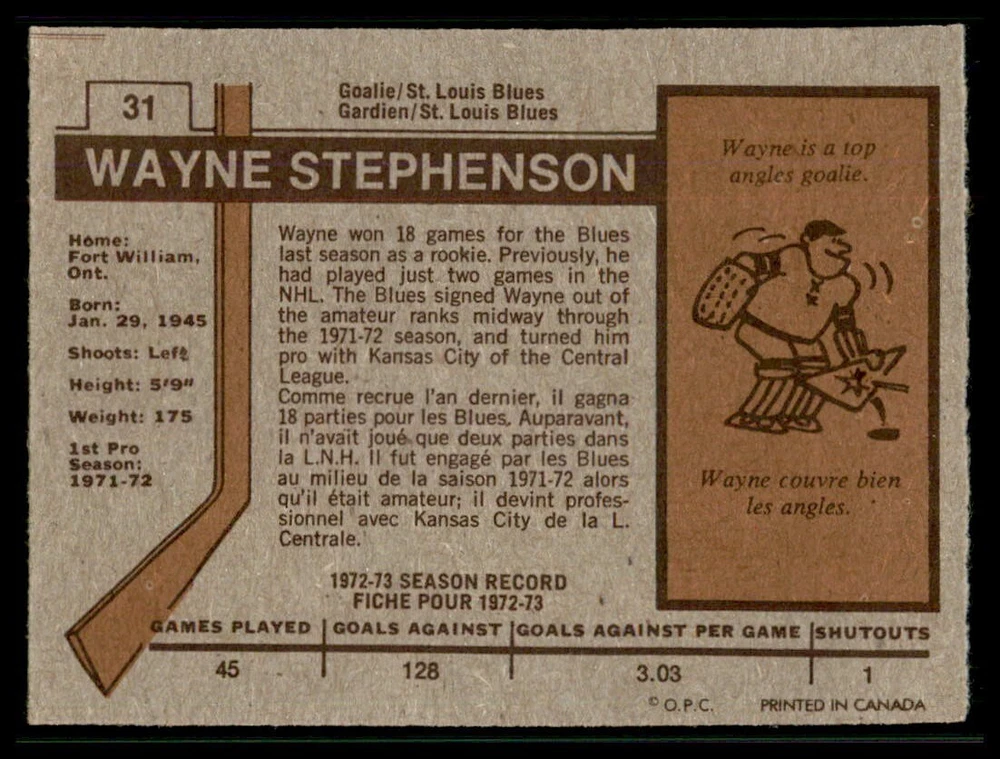 31
Goalie/St. Louis Blues
Gardien/St. Louis Blues
WAYNE STEPHENSON
Home:
Fort William,
Ont.
Born:
Jan. 29, 1945
Shoots: Left
Height: 5'9"
Weight: 175
1st Pro
Season:
1971-72
Wayne won 18 games for the Blues
last season as a rookie. Previously, he
had played just two games in the
NHL. The Blues signed Wayne out of
the amateur ranks midway through
the 1971-72 season, and turned him
pro with Kansas City of the Central
League.
Comme recrue l'an dernier, il gagna
18 parties pour les Blues. Auparavant,
il n'avait joué que deux parties dans
la L.N.H. Il fut engagé par les Blues
au milieu de la saison 1971-72 alors
qu'il était amateur; il devint profes-
sionnel avec Kansas City de la L.
Centrale.
Wayne is a top
angles goalie.
Wayne couvre bien
les angles.
1972-73 SEASON RECORD
FICHE POUR 1972-73
GAMES PLAYED GOALS AGAINST GOALS AGAINST PER GAME SHUTOUTS
45 128 3.03 1
© O.P.C. PRINTED IN CANADA